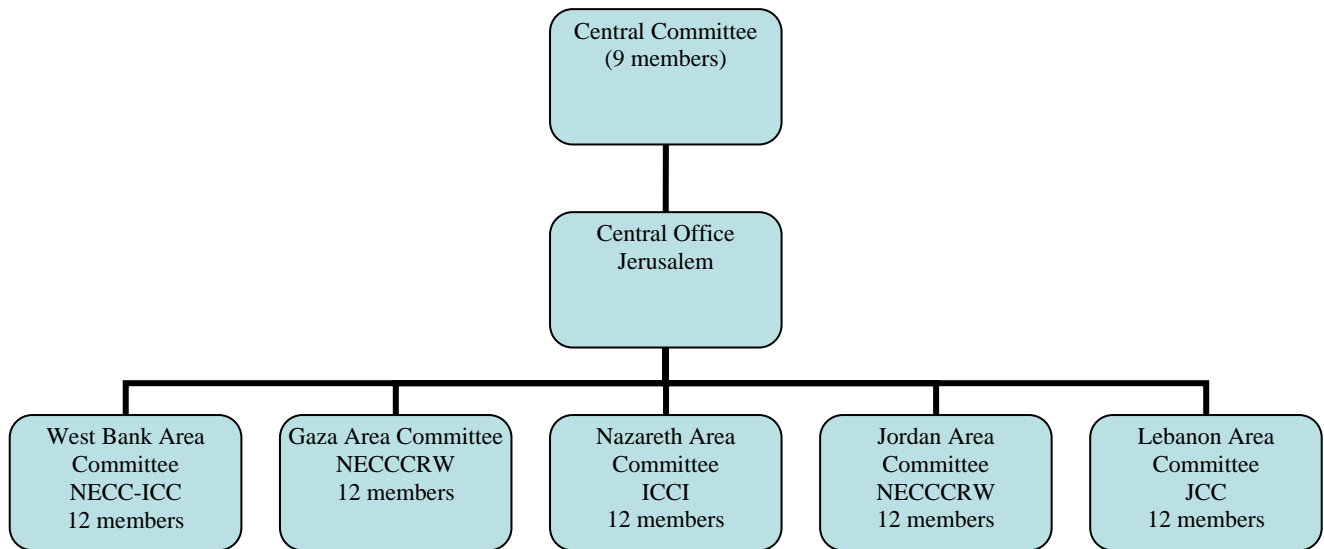 Central Committee
(9 members)
Central Office
Jerusalem
West Bank Area
Committee
NECC-ICC
12 members
Gaza Area Committee
NECCCRW
12 members
Nazareth Area
Committee
ICCI
12 members
Jordan Area
Committee
NECCCRW
12 members
Lebanon Area
Committee
JCC
12 members